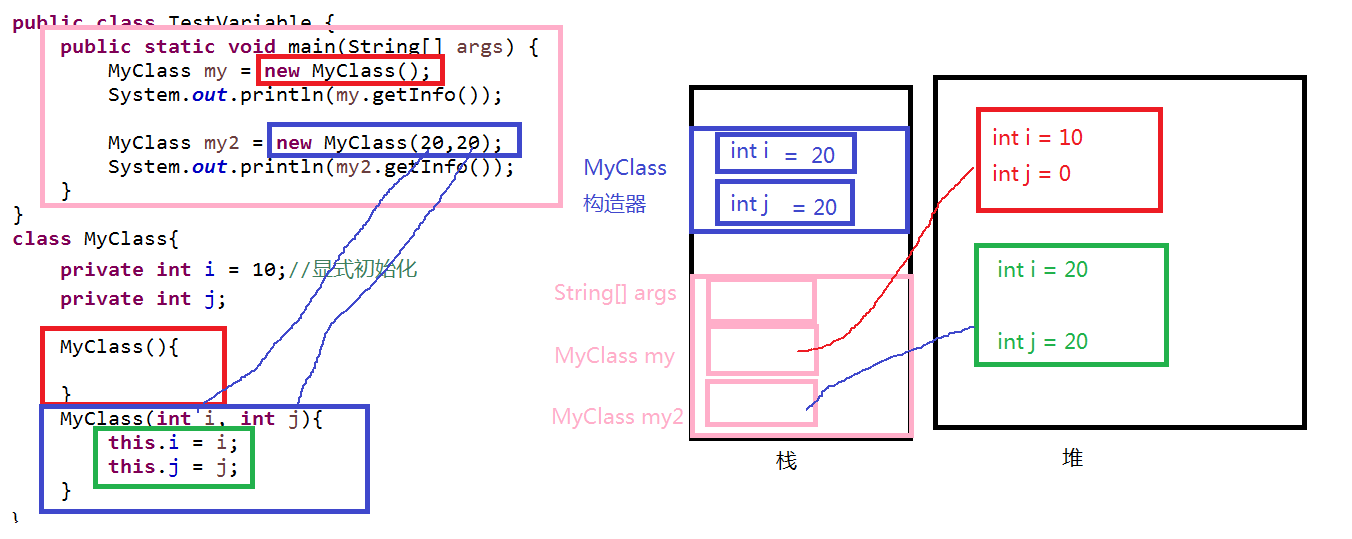 public class TestVariable {
public static void main(String[] args) {
MyClass my = new MyClass();
System.out.println(my.getInfo());
MyClass my2 = new MyClass(20,20);
System.out.println(my2.getInfo());
}
}
class MyClass{
private int i = 10;//显式初始化
private int j;
MyClass(){
}
MyClass(int i, int j){
this.i = i;
this.j = j;
}
}
MyClass
构造器
int i = 20
int j = 20
String[] args
MyClass my
MyClass my2
栈
int i = 10
int j = 0
int i = 20
int j = 20
堆